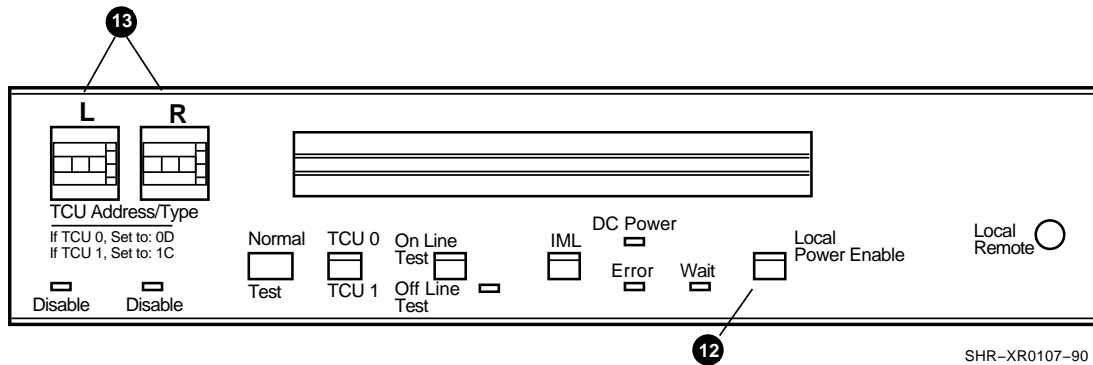 13
L R
TCU Address/Type
If TCU 0, Set to: 0D
If TCU 1, Set to: 1C
Disable Disable
Normal
Test
TCU 0
TCU 1
On Line
Test
Off Line
Test
IML
DC Power
Error Wait
Local
Power Enable
Local
Remote
12
SHR–XR0107–90